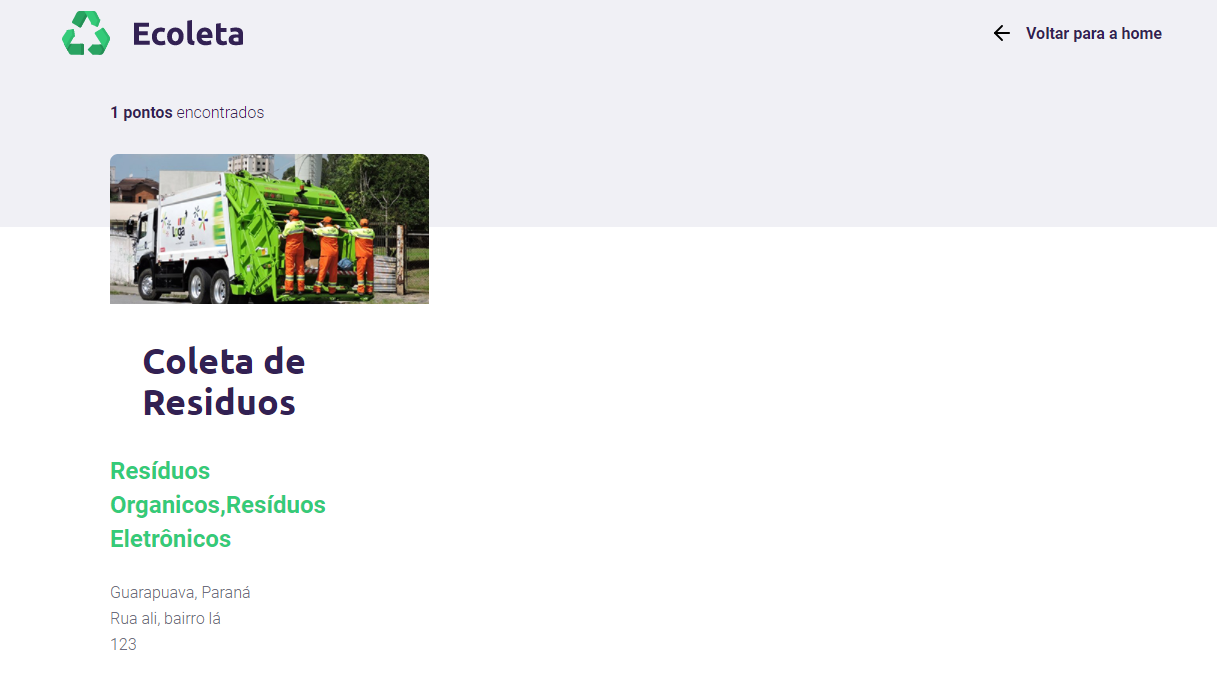 Ecoleta
Voltar para a home
1 pontos encontrados
Loga
Coleta de
Residuos
Resíduos
Organicos,Resíduos
Eletrônicos
Guarapuava, Paraná
Rua ali, bairro lá
123